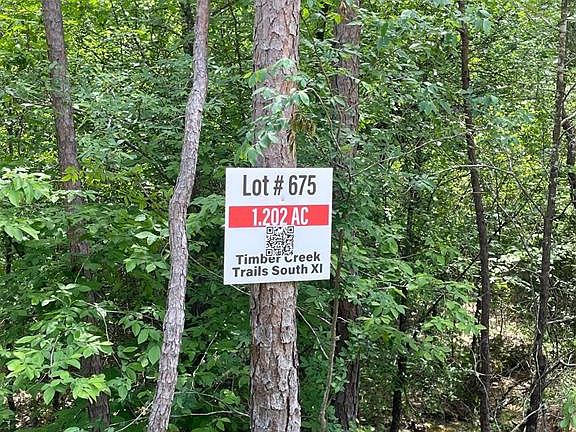 Lot # 675
1.202 AC
Timber Creek
Trails South XI